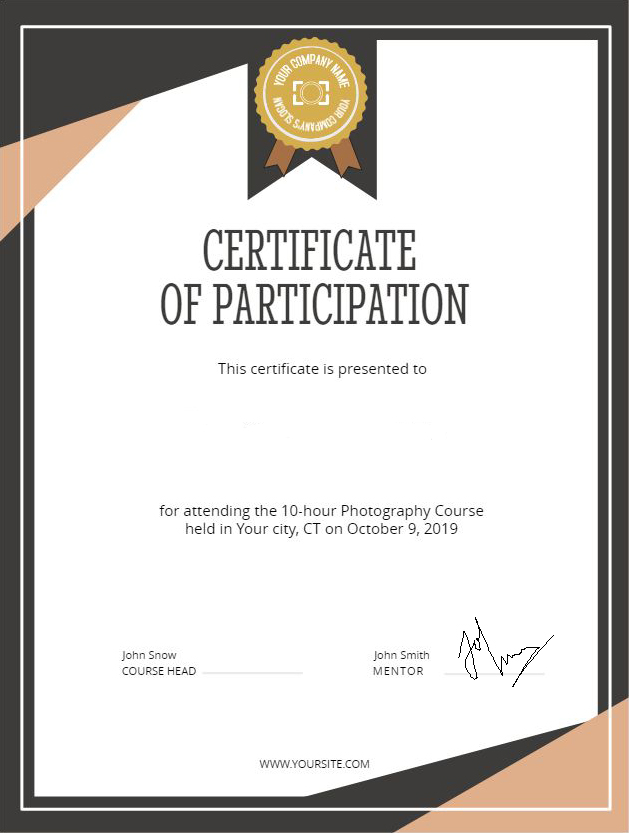 YOUR COMPANY NAME
YOUR COMPANY'S SLOGAN
CERTIFICATE
OF PARTICIPATION
This certificate is presented to
for attending the 10-hour Photography Course
held in Your city, CT on October 9, 2019
John Snow
COURSE HEAD
John Smith
MENTOR
WWW.YOURSITE.COM